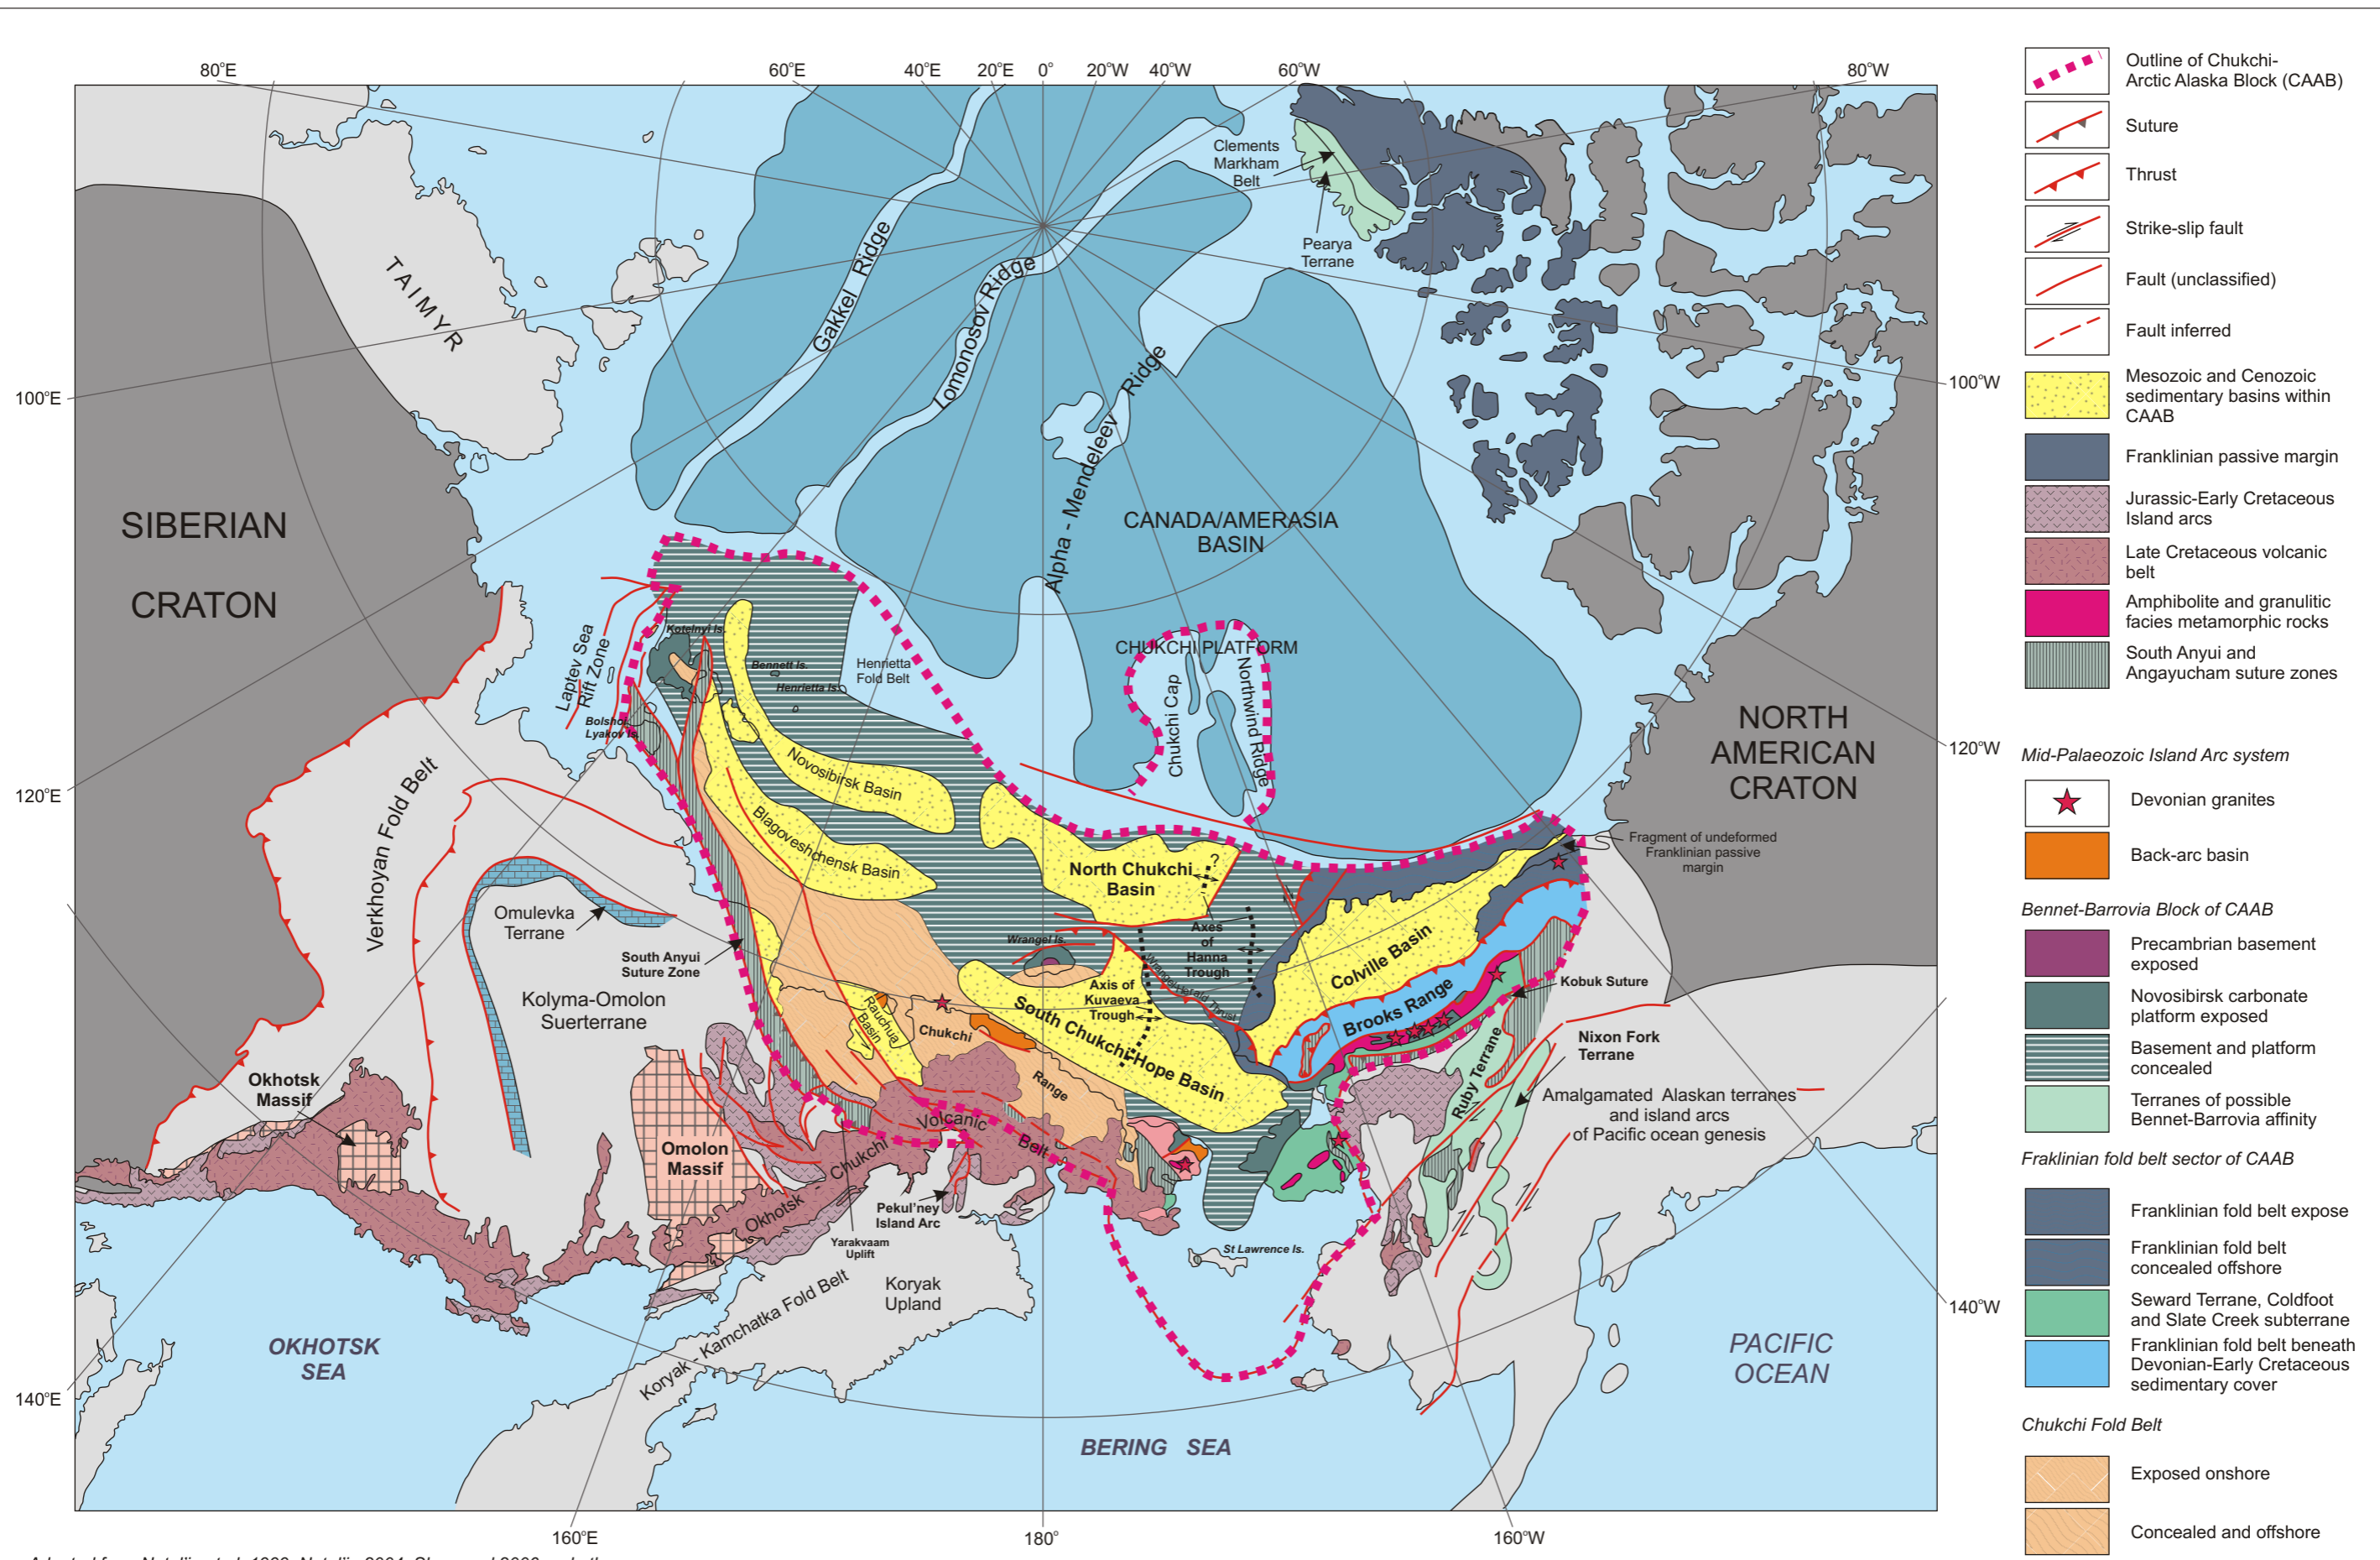 80°E
60°E
40°E
20°E
0°
20°W
40°W
60°W
80°W
100°E
120°E
140°E
160°E
180°
160°W
140°W
120°W
100°W
TAIMYR
SIBERIAN
CRATON
Gakkel Ridge
Lomonosov Ridge
Alpha - Mendeleev Ridge
Clements
Markham
Belt
Pearya
Terrane
CANADA/AMERASIA
BASIN
CHUKCHI PLATFORM
Chukchi Cap
Northwind Ridge
NORTH
AMERICAN
CRATON
Laptev Sea
Rift Zone
Kotelnyi Is.
Bennett Is.
Henrietta Is.
Henrietta
Fold Belt
Bolshoi
Lyakov Is.
Novosibirsk Basin
Blagoveshchensk Basin
North Chukchi
Basin
?
Fragment of undeformed
Franklinian passive
margin
Verkhoyan Fold Belt
Omulevka
Terrane
South Anyui
Suture Zone
Kolyma-Omolon
Suerterrane
Wrangel Is.
Axes
of
Hanna
Trough
Wrangel-Herald Thrust
Axis of
Kuvaeva
Trough
Colville Basin
Brooks Range
Kobuk Suture
Rauchua
Basin
Chukchi
Range
South Chukchi-Hope Basin
Ruby Terrane
Nixon Fork
Terrane
Amalgamated Alaskan terranes
and island arcs
of Pacific ocean genesis
Okhotsk
Massif
Omolon
Massif
Okhotsk
Chukchi
Volcanic
Belt
Pekul'ney
Island Arc
Yarakvaam
Uplift
St Lawrence Is.
Koryak
Upland
Koryak - Kamchatka Fold Belt
OKHOTSK
SEA
BERING SEA
PACIFIC
OCEAN
Outline of Chukchi-
Arctic Alaska Block (CAAB)
Suture
Thrust
Strike-slip fault
Fault (unclassified)
Fault inferred
Mesozoic and Cenozoic
sedimentary basins within
CAAB
Franklinian passive margin
Jurassic-Early Cretaceous
Island arcs
Late Cretaceous volcanic
belt
Amphibolite and granulitic
facies metamorphic rocks
South Anyui and
Angayucham suture zones
Mid-Palaeozoic Island Arc system
Devonian granites
Back-arc basin
Bennet-Barrovia Block of CAAB
Precambrian basement
exposed
Novosibirsk carbonate
platform exposed
Basement and platform
concealed
Terranes of possible
Bennet-Barrovia affinity
Fraklinian fold belt sector of CAAB
Franklinian fold belt expose
Franklinian fold belt
concealed offshore
Seward Terrane, Coldfoot
and Slate Creek subterrane
Franklinian fold belt beneath
Devonian-Early Cretaceous
sedimentary cover
Chukchi Fold Belt
Exposed onshore
Concealed and offshore